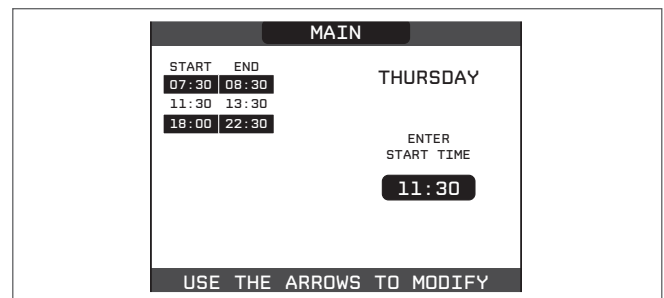 MAIN
START END
07:30 08:30
11:30 13:30
18:00 22:30
THURSDAY
ENTER
START TIME
11:30
USE THE ARROWS TO MODIFY